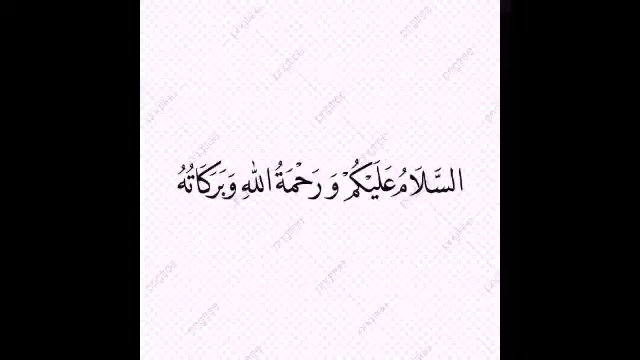 السَّلَامُ عَلَيْكُمْ وَ رَحْمَةُ اللهِ وَبَرَكَاتُهُ